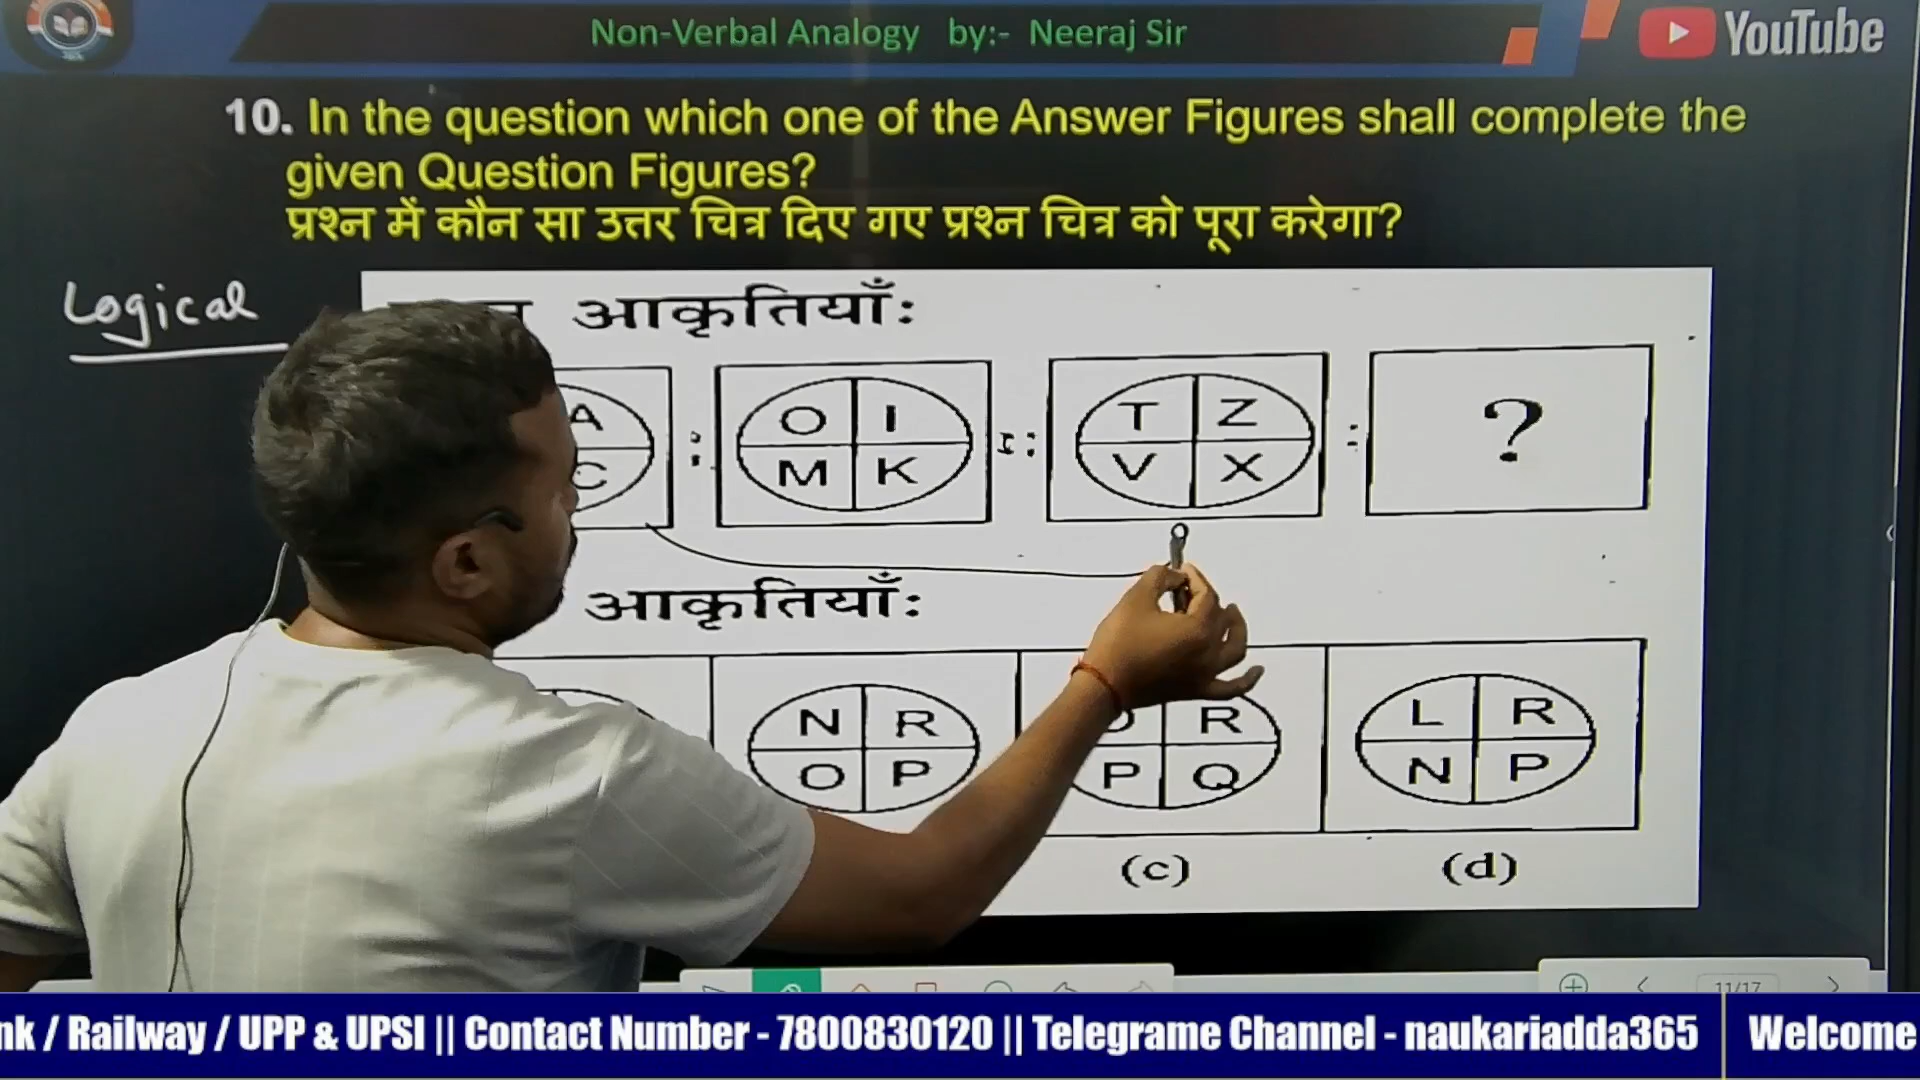 Non-Verbal Analogy by:- Neeraj Sir
YouTube
10. In the question which one of the Answer Figures shall complete the
given Question Figures?
प्रश्न में कौन सा उत्तर चित्र दिए गए प्रश्न चित्र को पूरा करेगा?
Logical
आकृतियाँ:
A : O I :: T Z : ?
C M K V X
आकृतियाँ:
N R R L R
O P P Q N P
(c) (d)
11/17
/ Railway / UPP & UPSI || Contact Number - 7800830120 || Telegrame Channel - naukariadda365 Welcome